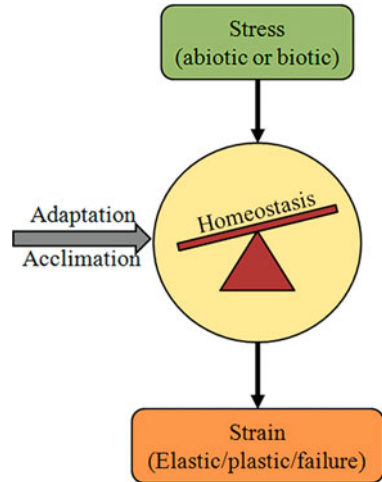 Stress
(abiotic or biotic)
Homeostasis
Adaptation
Acclimation
Strain
(Elastic/plastic/failure)